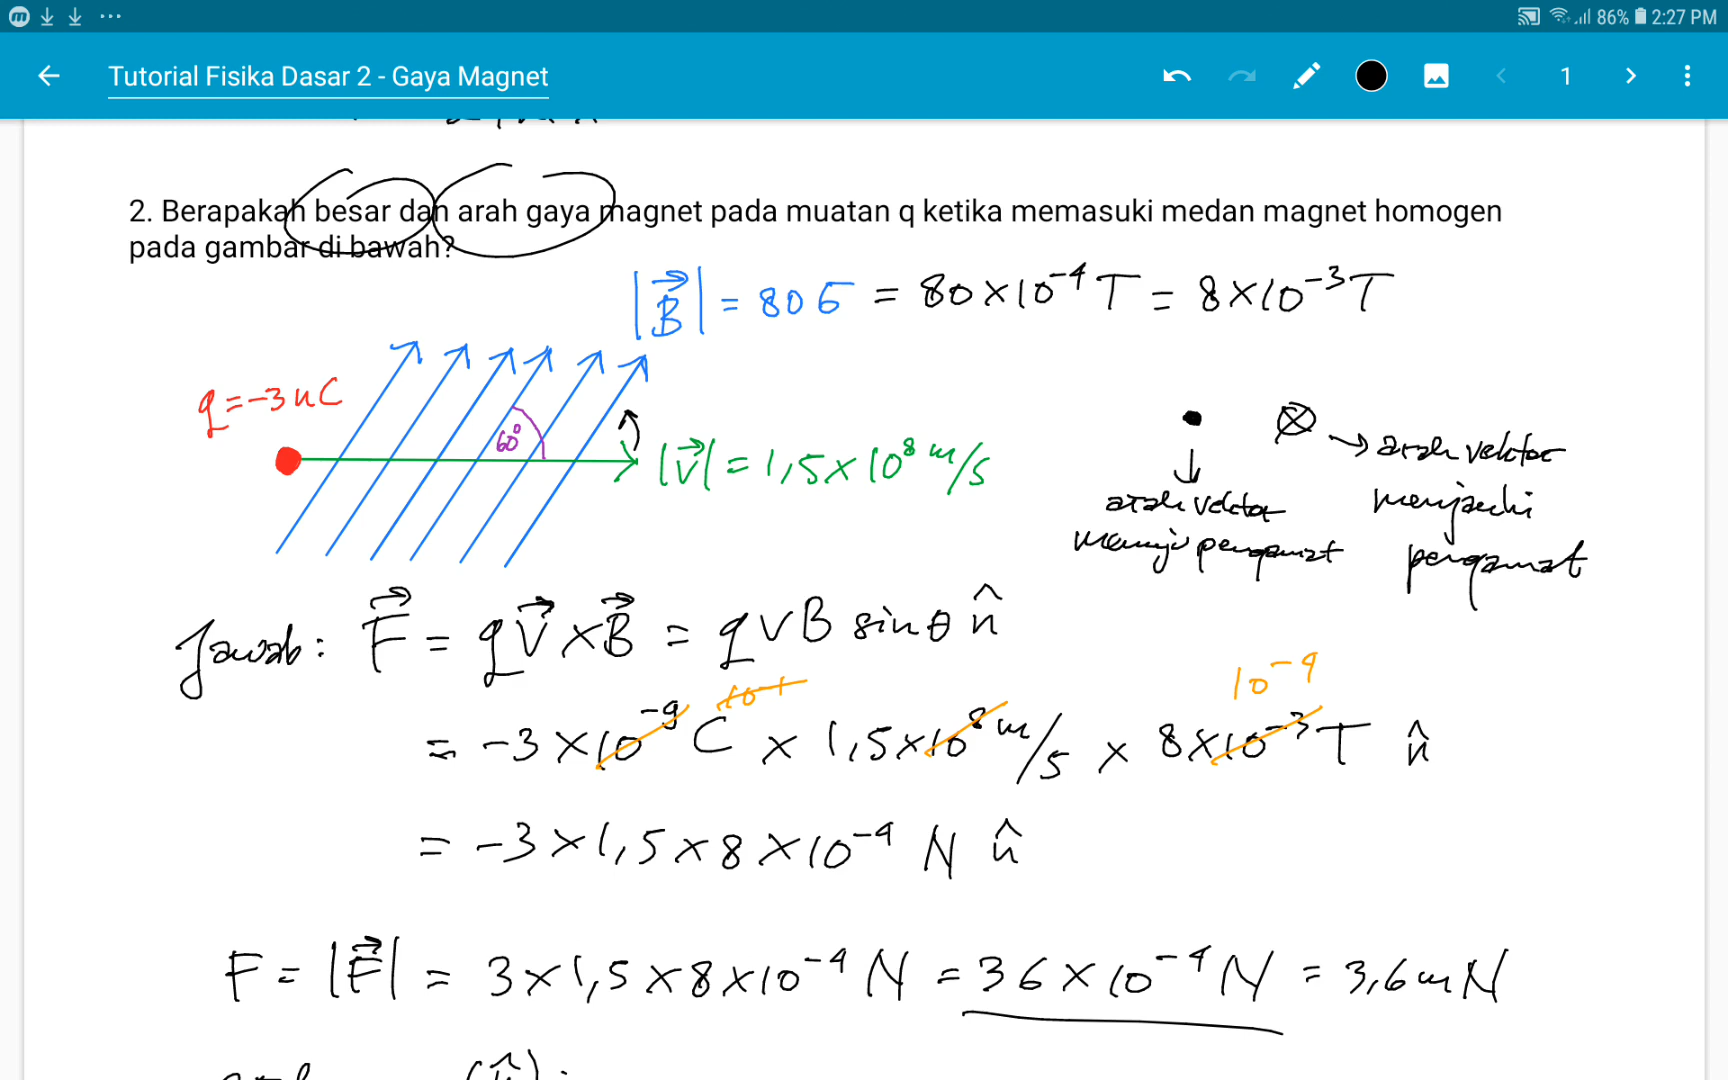 86% 2:27 PM
Tutorial Fisika Dasar 2 - Gaya Magnet
1
2. Berapakah besar dan arah gaya magnet pada muatan q ketika memasuki medan magnet homogen
pada gambar di bawah?
|B⃗| = 80 G = 80×10⁻⁴ T = 8×10⁻³ T
q = -3 nC
60°
|V⃗| = 1,5×10⁸ m/s
arah vektor
menuju pengamat
arah vektor
menjauhi
pengamat
Jawab: F⃗ = qV⃗×B⃗ = qVB sin θ n̂
10⁻¹
10⁻⁴
= -3×10⁻⁹ C × 1,5×10⁸ m/s × 8×10⁻³ T n̂
= -3×1,5×8×10⁻⁴ N n̂
F = |F⃗| = 3×1,5×8×10⁻⁴ N = 36×10⁻⁴ N = 3,6 mN
(n̂):